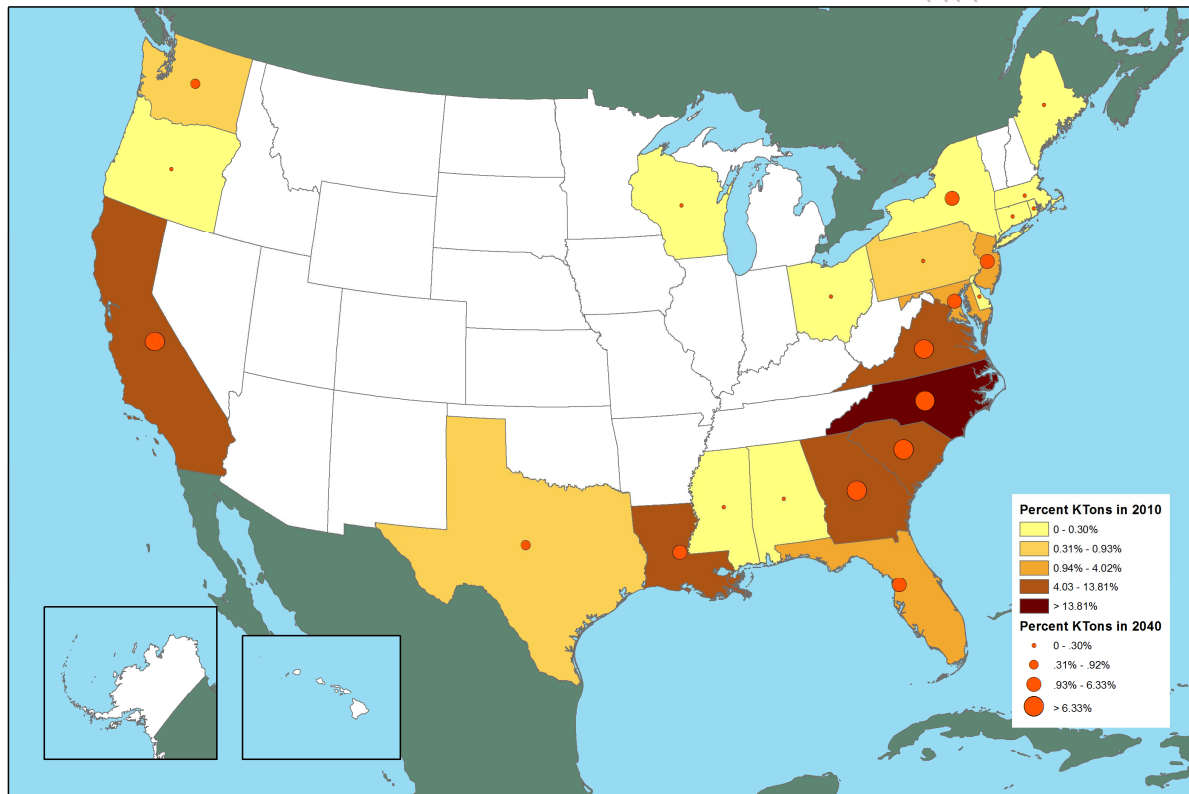 Percent KTons in 2010
0 - 0.30%
0.31% - 0.93%
0.94% - 4.02%
4.03 - 13.81%
> 13.81%
Percent KTons in 2040
0 - .30%
.31% - .92%
.93% - 6.33%
> 6.33%